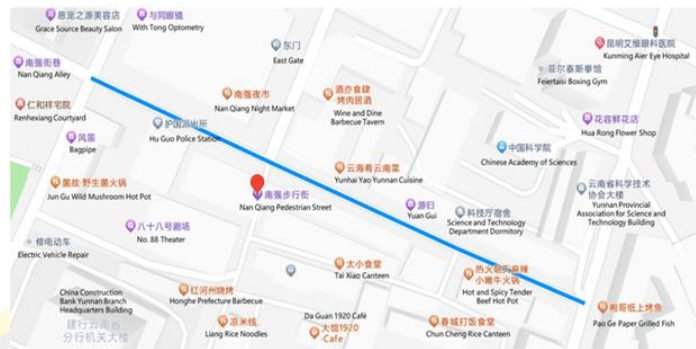 恩宠之源美容店
Grace Source Beauty Salon
与同眼镜
With Tong Optometry
东门
East Gate
昆明艾维眼科医院
Kunming Aier Eye Hospital
南强街巷
Nan Qiang Alley
菲尔泰斯拳馆
Feiertaisi Boxing Gym
仁和祥宅院
Renhexiang Courtyard
南强夜市
Nan Qiang Night Market
酒亦食肆
·烤肉居酒
Wine and Dine
Barbecue Tavern
护国派出所
Hu Guo Police Station
花容鲜花店
Hua Rong Flower Shop
风笛
Bagpipe
中国科学院
Chinese Academy of Sciences
云海肴云南菜
Yunhai Yao Yunnan Cuisine
菌故·野生菌火锅
Jun Gu Wild Mushroom Hot Pot
南强步行街
Nan Qiang Pedestrian Street
源归
Yuan Gui
云南省科学技术
协会大楼
Yunnan Provincial
Association for Science and
Technology Building
科技厅宿舍
Science and Technology
Department Dormitory
八十八号剧场
No. 88 Theater
修电动车
Electric Vehicle Repair
太小食堂
Tai Xiao Canteen
热火朝天麻辣
小嫩牛火锅
Hot and Spicy Tender
Beef Hot Pot
China Construction
Bank Yunnan Branch
Headquarters Building
建行云南省
分行机关大楼
红河州烧烤
Honghe Prefecture Barbecue
Da Guan 1920 Café
大馆1920
·Cafe
凉米线
Liang Rice Noodles
春城打饭食堂
Chun Cheng Rice Canteen
袍哥纸上烤鱼
Pao Ge Paper Grilled Fish